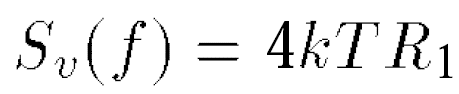 S_v(f) = 4kTR_1